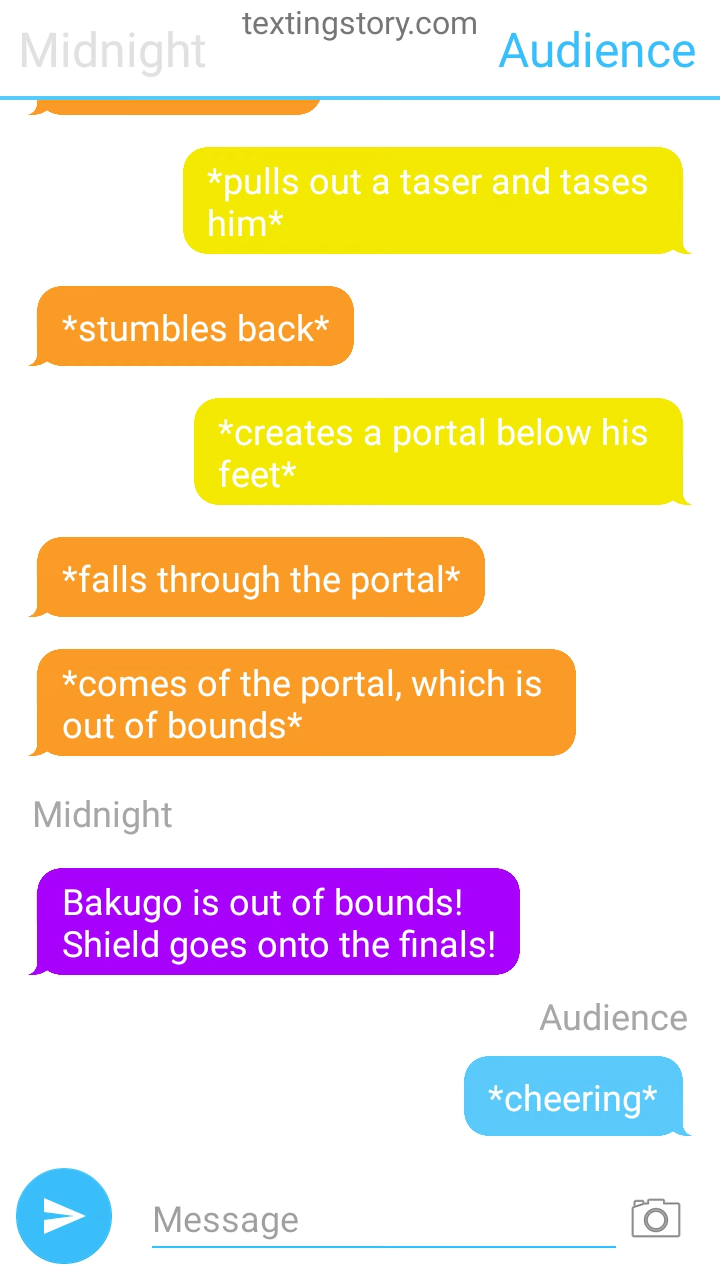 textingstory.com
Midnight
Audience
*pulls out a taser and tases
him*
*stumbles back*
*creates a portal below his
feet*
*falls through the portal*
*comes of the portal, which is
out of bounds*
Midnight
Bakugo is out of bounds!
Shield goes onto the finals!
Audience
*cheering*
Message